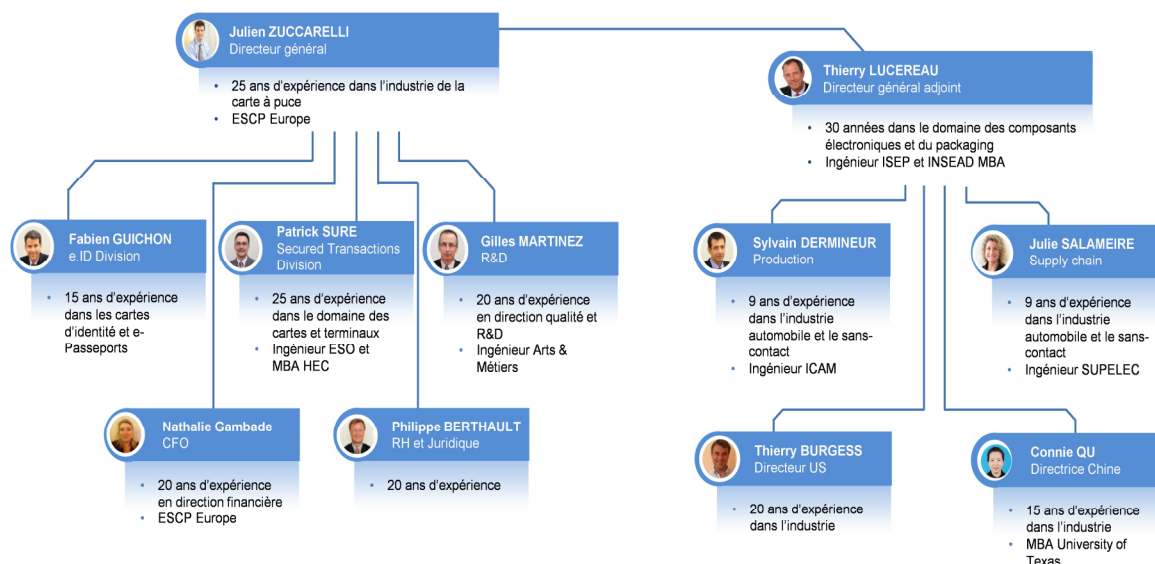 Julien ZUCCARELLI
Directeur général
• 25 ans d'expérience dans l'industrie de la
carte à puce
• ESCP Europe
Thierry LUCEREAU
Directeur général adjoint
• 30 années dans le domaine des composants
électroniques et du packaging
• Ingénieur ISEP et INSEAD MBA
Fabien GUICHON
e.ID Division
• 15 ans d'expérience
dans les cartes
d'identité et e-
Passeports
Patrick SURE
Secured Transactions
Division
• 25 ans d'expérience
dans le domaine des
cartes et terminaux
• Ingénieur ESO et
MBA HEC
Gilles MARTINEZ
R&D
• 20 ans d'expérience
en direction qualité et
R&D
• Ingénieur Arts &
Métiers
Sylvain DERMINEUR
Production
• 9 ans d'expérience
dans l'industrie
automobile et le sans-
contact
• Ingénieur ICAM
Julie SALAMEIRE
Supply chain
• 9 ans d'expérience
dans l'industrie
automobile et le sans-
contact
• Ingénieur SUPELEC
Nathalie Gambade
CFO
• 20 ans d'expérience
en direction financière
• ESCP Europe
Philippe BERTHAULT
RH et Juridique
• 20 ans d'expérience
Thierry BURGESS
Directeur US
• 20 ans d'expérience
dans l'industrie
Connie QU
Directrice Chine
• 15 ans d'expérience
dans l'industrie
• MBA University of
Texas